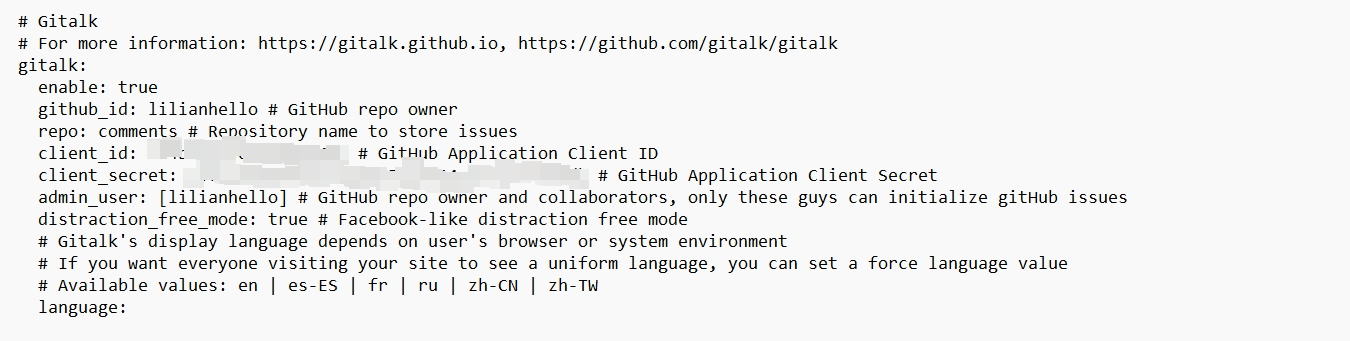 # Gitalk
# For more information: https://gitalk.github.io, https://github.com/gitalk/gitalk
gitalk:
  enable: true
  github_id: lilianhello # GitHub repo owner
  repo: comments # Repository name to store issues
  client_id: # GitHub Application Client ID
  client_secret: # GitHub Application Client Secret
  admin_user: [lilianhello] # GitHub repo owner and collaborators, only these guys can initialize gitHub issues
  distraction_free_mode: true # Facebook-like distraction free mode
  # Gitalk's display language depends on user's browser or system environment
  # If you want everyone visiting your site to see a uniform language, you can set a force language value
  # Available values: en | es-ES | fr | ru | zh-CN | zh-TW
  language: